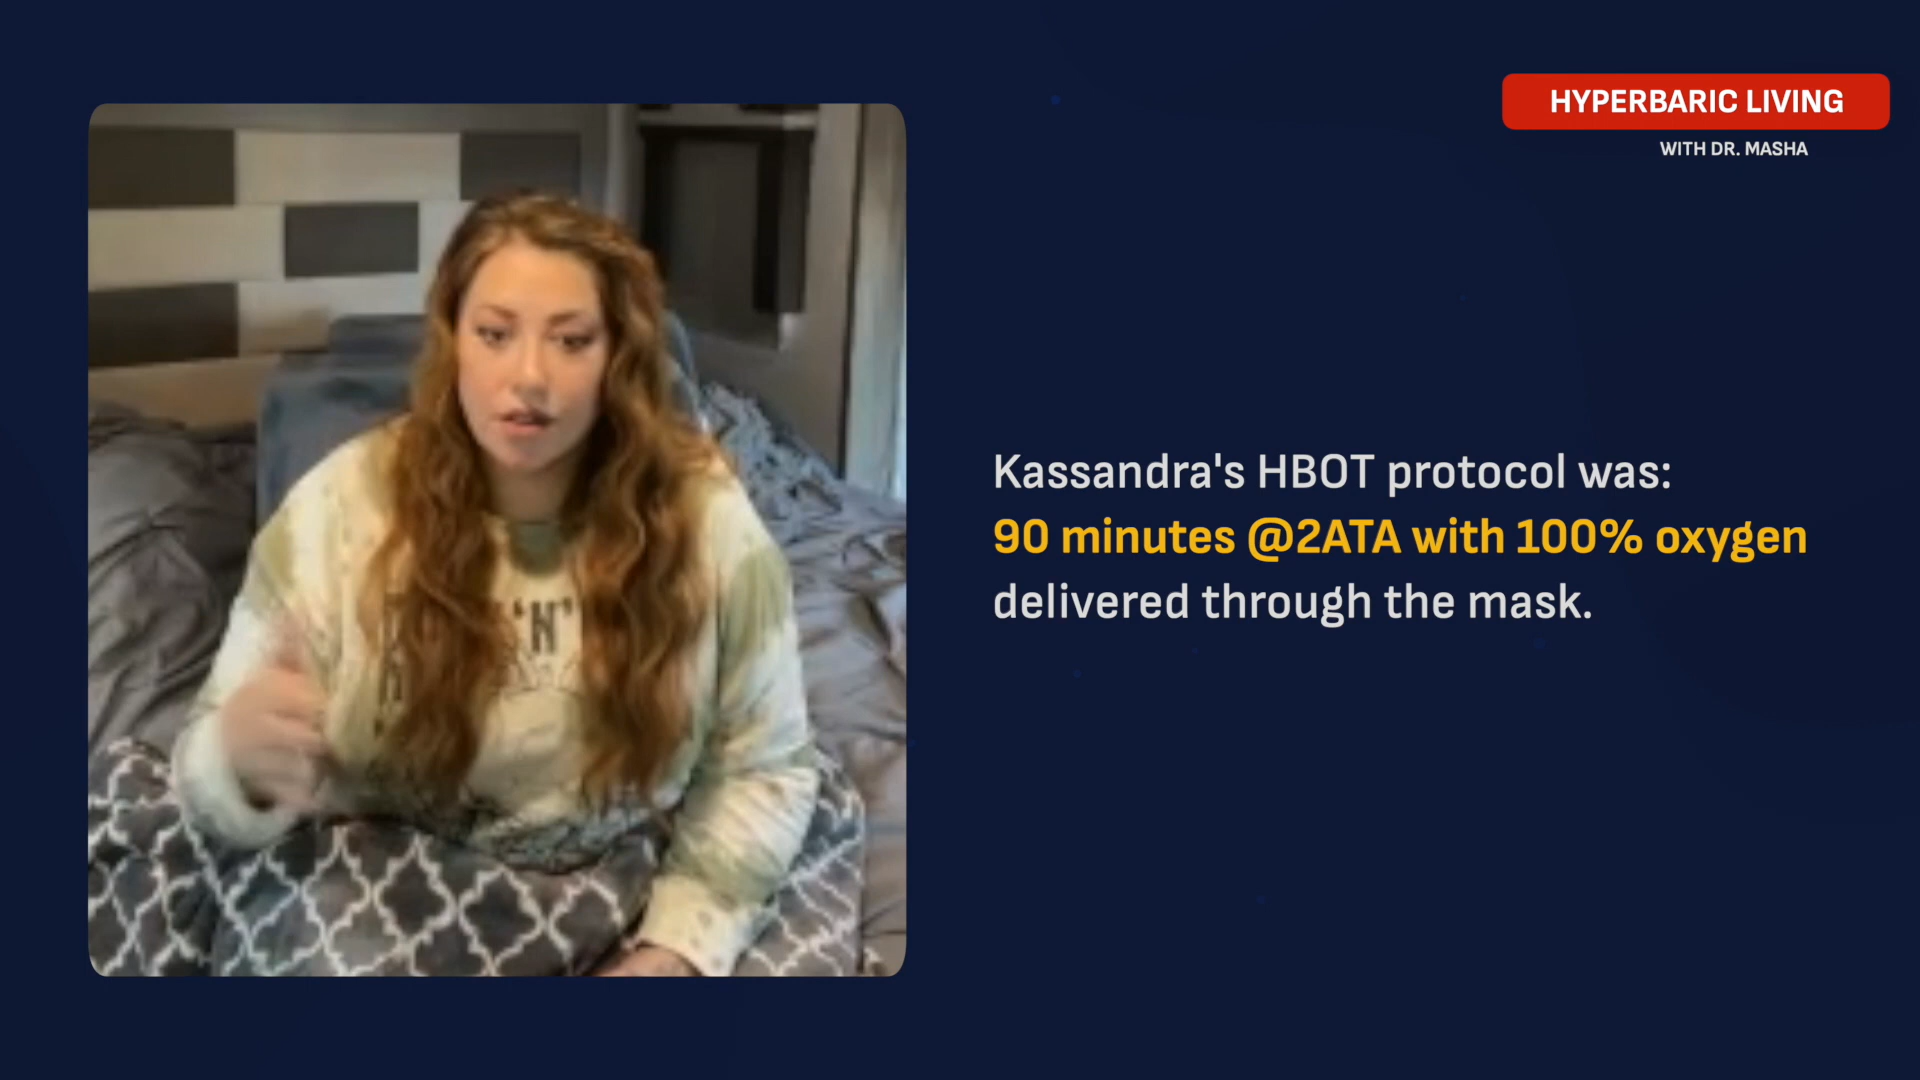 HYPERBARIC LIVING
WITH DR. MASHA
Kassandra's HBOT protocol was:
90 minutes @2ATA with 100% oxygen
delivered through the mask.
'N'